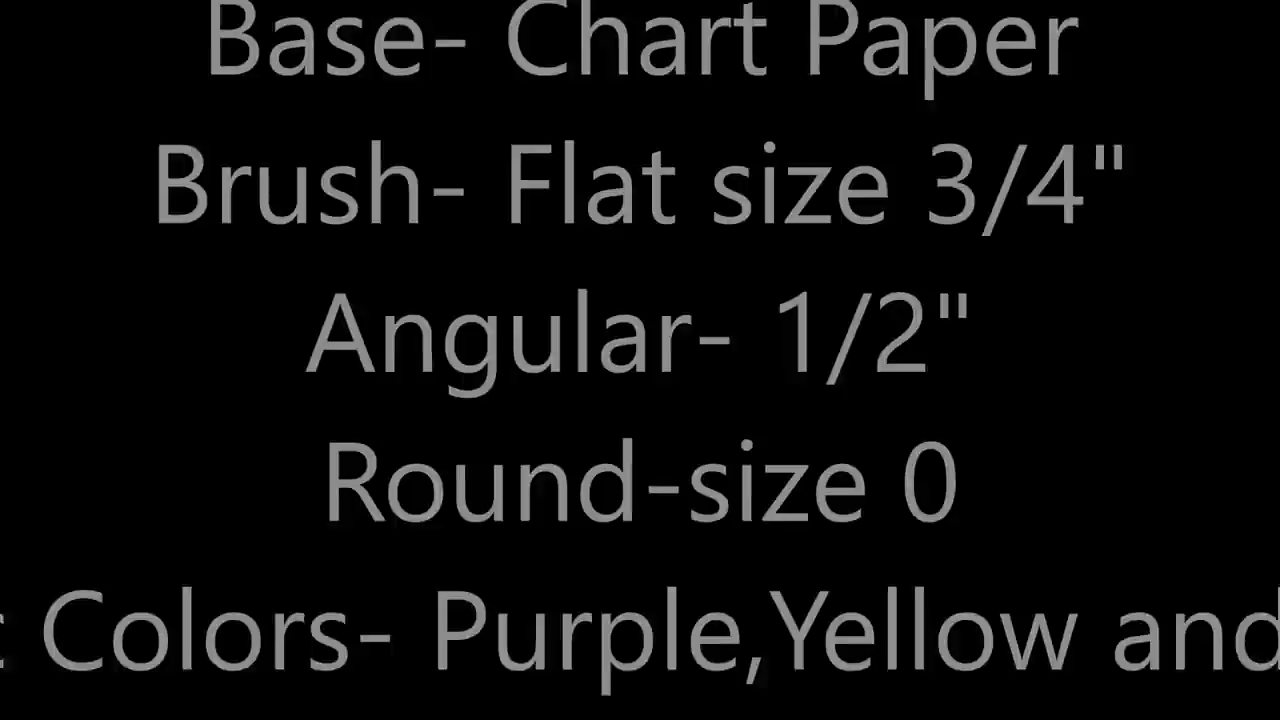 Base- Chart Paper
Brush- Flat size 3/4"
Angular- 1/2"
Round-size 0
Colors- Purple,Yellow and